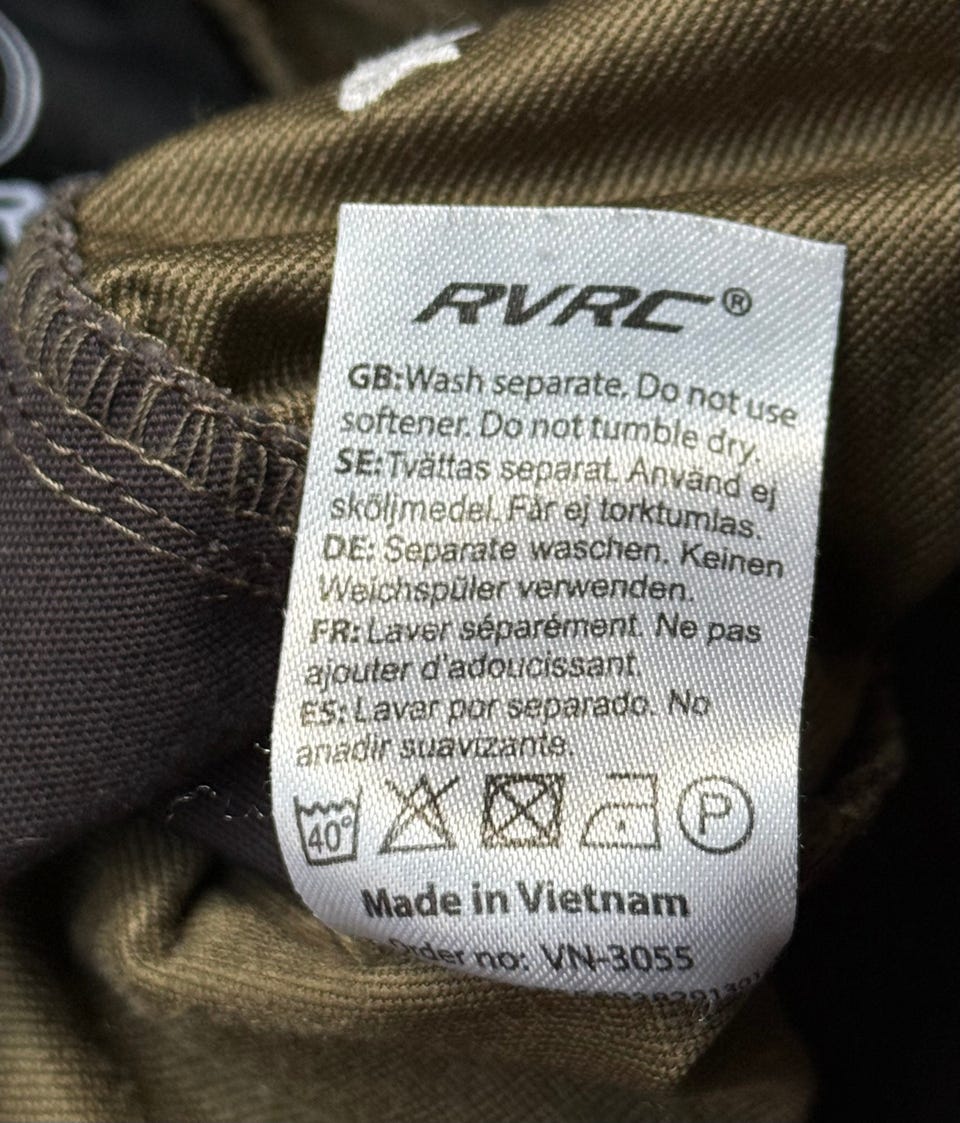 RVRC®
GB:Wash separate. Do not use
softener. Do not tumble dry.
SE:Tvättas separat. Använd ej
sköljmedel. Får ej torktumlas.
DE: Separate waschen. Keinen
Weichspüler verwenden.
FR: Laver séparément. Ne pas
ajouter d'adoucissant.
ES: Lavar por separado. No
anadir suavizante.
40° P
Made in Vietnam
Order no: VN-3055